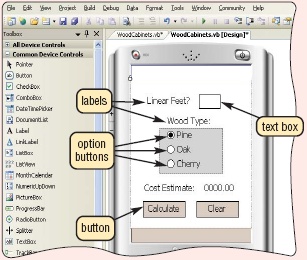 File Edit View Project Build Debug Data Tools Window Community Help
Toolbox
WoodCabinets.vb* WoodCabinets.vb [Design]*
All Device Controls
Common Device Controls
Pointer
Button
CheckBox
ComboBox
DateTimePicker
DocumentList
Label
LinkLabel
ListBox
ListView
MonthCalendar
NumericUpDown
PictureBox
ProgressBar
RadioButton
Splitter
TextBox
labels
Linear Feet?
Wood Type:
text box
option
buttons
Pine
Oak
Cherry
Cost Estimate: 0000.00
button
Calculate Clear